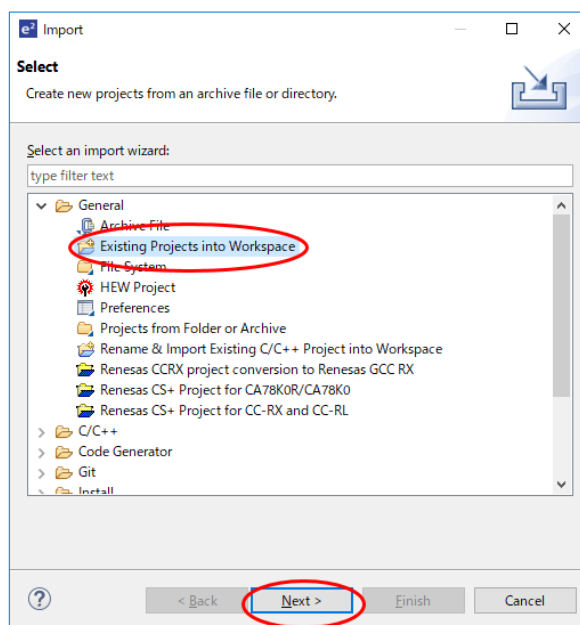 e² Import
Select
Create new projects from an archive file or directory.
Select an import wizard:
type filter text
General
Archive File
Existing Projects into Workspace
File System
HEW Project
Preferences
Projects from Folder or Archive
Rename & Import Existing C/C++ Project into Workspace
Renesas CCRX project conversion to Renesas GCC RX
Renesas CS+ Project for CA78K0R/CA78K0
Renesas CS+ Project for CC-RX and CC-RL
C/C++
Code Generator
Git
Install
? < Back Next > Finish Cancel